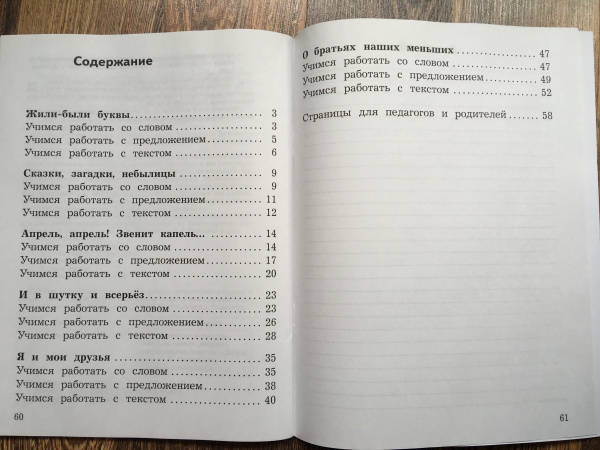 Содержание
Жили-были буквы........................ 3
Учимся работать со словом................ 3
Учимся работать с предложением............ 5
Учимся работать с текстом................. 6
Сказки, загадки, небылицы................ 9
Учимся работать со словом................ 9
Учимся работать с предложением............ 11
Учимся работать с текстом................. 12
Апрель, апрель! Звенит капель............ 14
Учимся работать со словом................ 14
Учимся работать с предложением............ 17
Учимся работать с текстом................. 20
И в шутку и всерьёз..................... 23
Учимся работать со словом................ 23
Учимся работать с предложением............ 26
Учимся работать с текстом................. 28
Я и мои друзья......................... 35
Учимся работать со словом................ 35
Учимся работать с предложением............ 38
Учимся работать с текстом................. 40
60
О братьях наших меньших................ 47
Учимся работать со словом................ 47
Учимся работать с предложением............ 49
Учимся работать с текстом................. 52
Страницы для педагогов и родителей....... 58
61